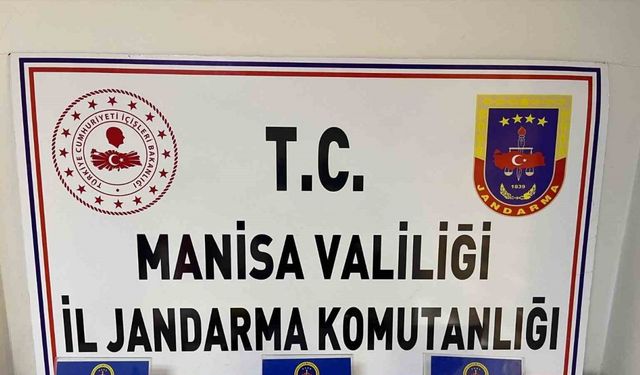 TÜRKİYE CUMHURİYETİ İÇİŞLERİ BAKANLIĞI
T.C.
1839
JANDARMA
MANİSA VALİLİĞİ
İL JANDARMA KOMUTANLIĞI